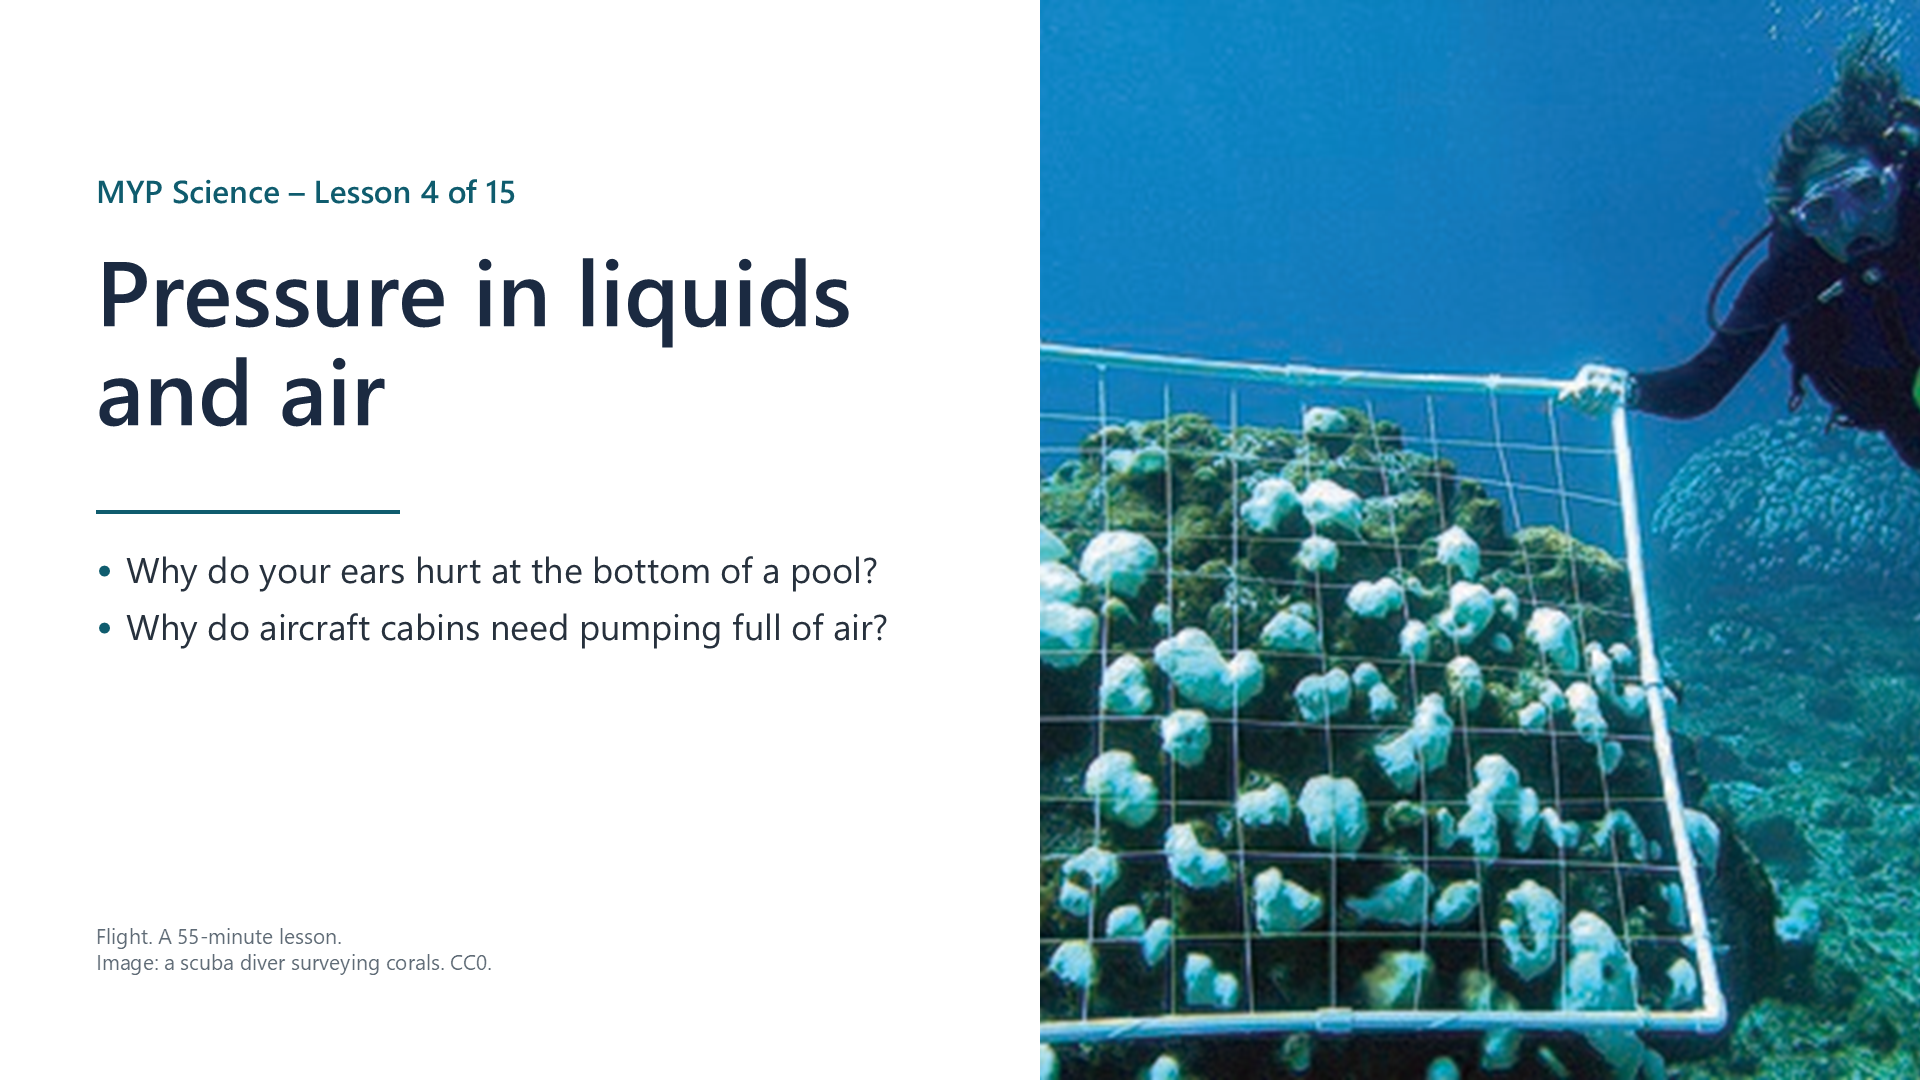 MYP Science – Lesson 4 of 15
Pressure in liquids
and air
• Why do your ears hurt at the bottom of a pool?
• Why do aircraft cabins need pumping full of air?
Flight. A 55-minute lesson.
Image: a scuba diver surveying corals. CC0.